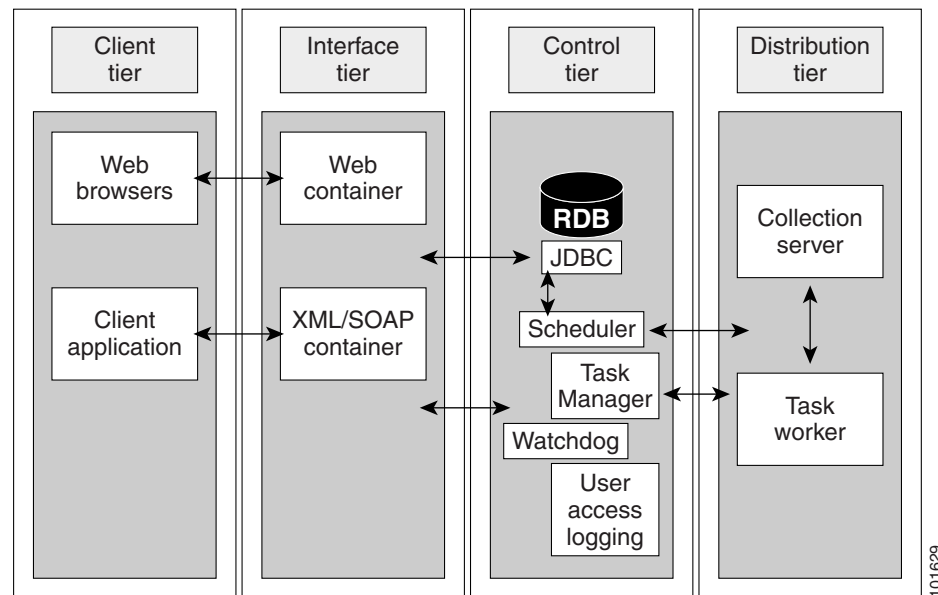 Client
tier
Interface
tier
Control
tier
Distribution
tier
Web
browsers
Web
container
RDB
JDBC
Collection
server
Client
application
XML/SOAP
container
Scheduler
Task
Manager
Task
worker
Watchdog
User
access
logging
101629